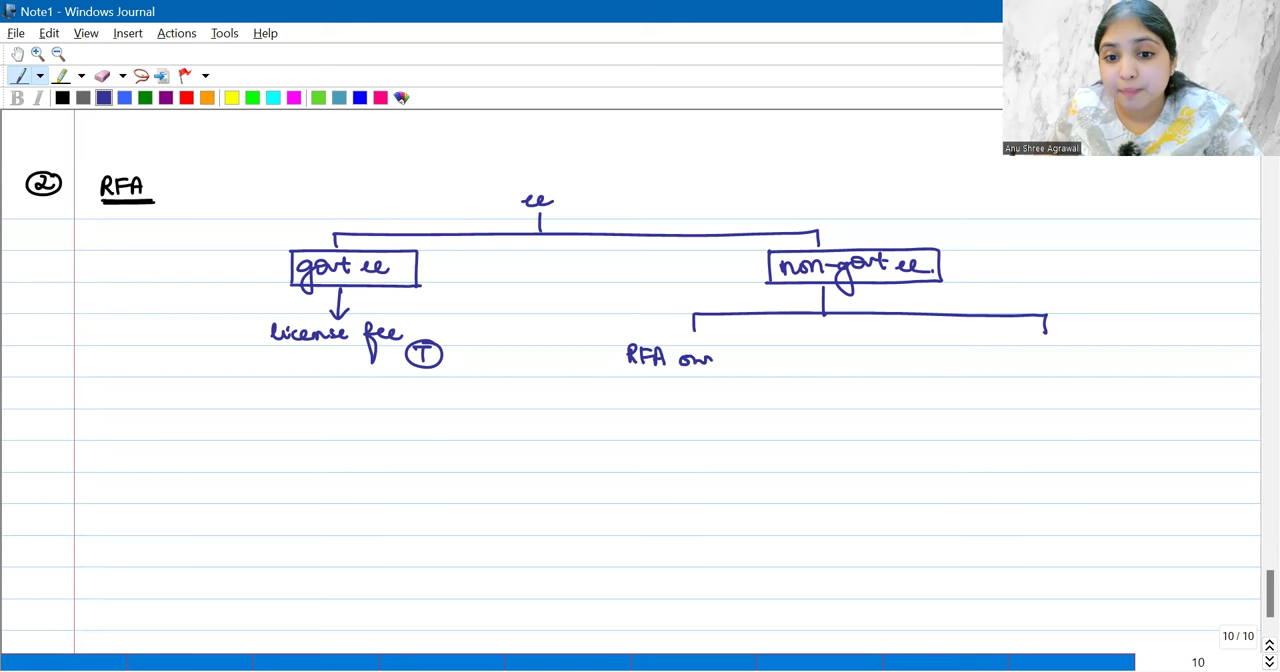 Note1 - Windows Journal
File Edit View Insert Actions Tools Help
B I
Anu Shree Agrawal
2 RFA
ee
govt ee non-govt ee.
license fee T
RFA own
10 / 10
10